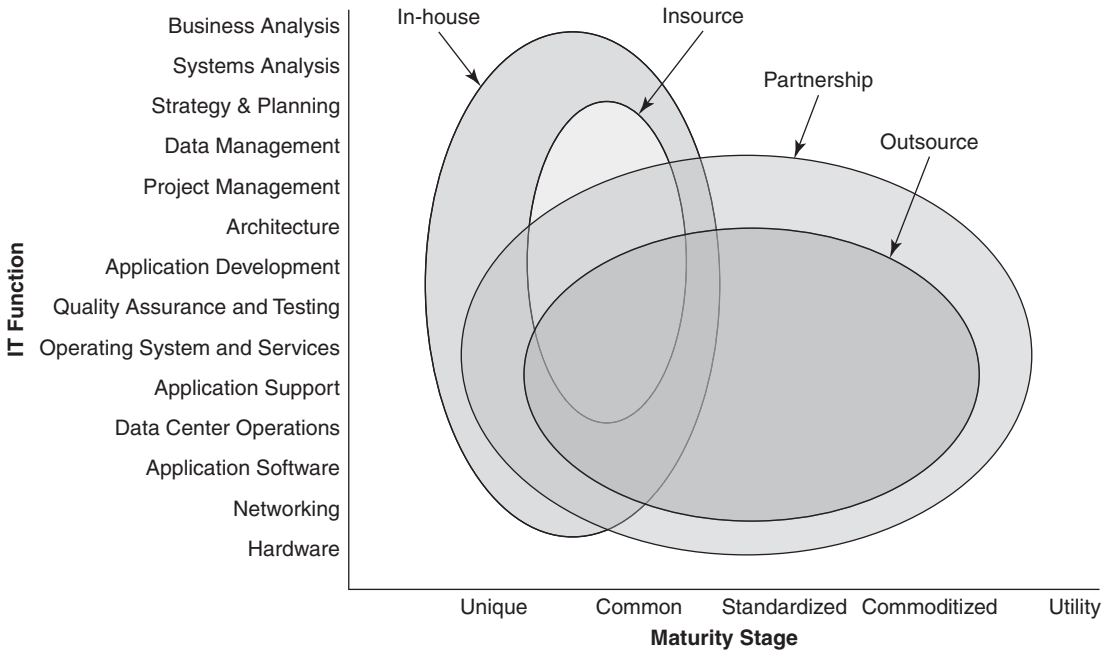 In-house
Insource
Partnership
Outsource
IT Function
Business Analysis
Systems Analysis
Strategy & Planning
Data Management
Project Management
Architecture
Application Development
Quality Assurance and Testing
Operating System and Services
Application Support
Data Center Operations
Application Software
Networking
Hardware
Unique Common Standardized Commoditized Utility
Maturity Stage